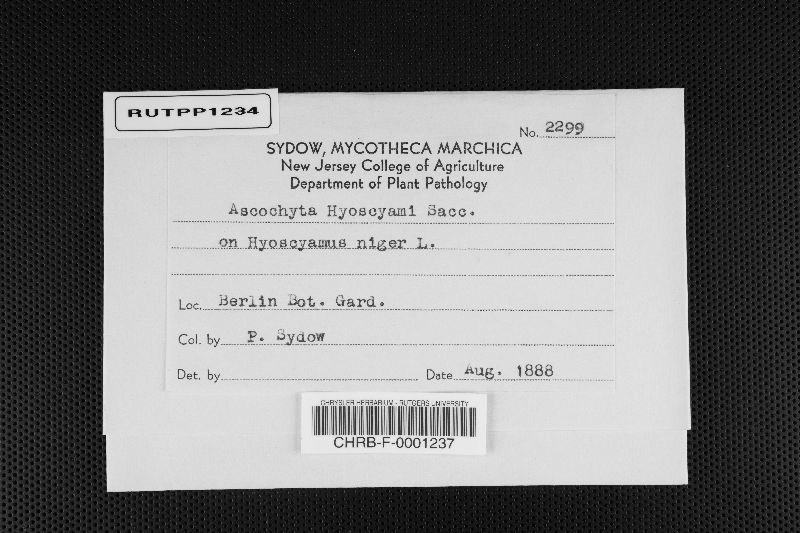 RUTPP1234
No. 2299
SYDOW, MYCOTHECA MARCHICA
New Jersey College of Agriculture
Department of Plant Pathology
Ascochyta Hyoscyami Sacc.
on Hyoscyamus niger L.
Loc. Berlin Bot. Gard.
Col. by P. Sydow
Det. by Date Aug. 1888
CHRYSLER HERBARIUM - RUTGERS UNIVERSITY
CHRB-F-0001237